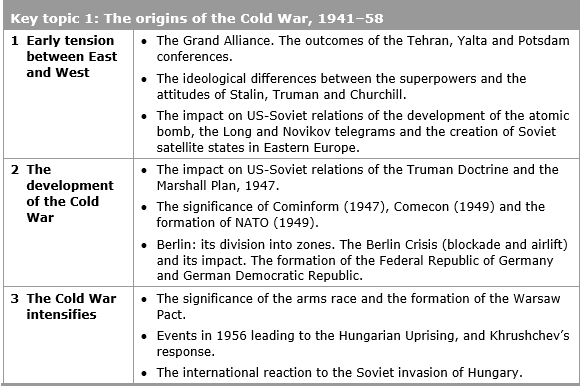 Key topic 1: The origins of the Cold War, 1941–58
1 Early tension
between East
and West
• The Grand Alliance. The outcomes of the Tehran, Yalta and Potsdam
conferences.
• The ideological differences between the superpowers and the
attitudes of Stalin, Truman and Churchill.
• The impact on US-Soviet relations of the development of the atomic
bomb, the Long and Novikov telegrams and the creation of Soviet
satellite states in Eastern Europe.
2 The
development
of the Cold
War
• The impact on US-Soviet relations of the Truman Doctrine and the
Marshall Plan, 1947.
• The significance of Cominform (1947), Comecon (1949) and the
formation of NATO (1949).
• Berlin: its division into zones. The Berlin Crisis (blockade and airlift)
and its impact. The formation of the Federal Republic of Germany
and German Democratic Republic.
3 The Cold War
intensifies
• The significance of the arms race and the formation of the Warsaw
Pact.
• Events in 1956 leading to the Hungarian Uprising, and Khrushchev’s
response.
• The international reaction to the Soviet invasion of Hungary.